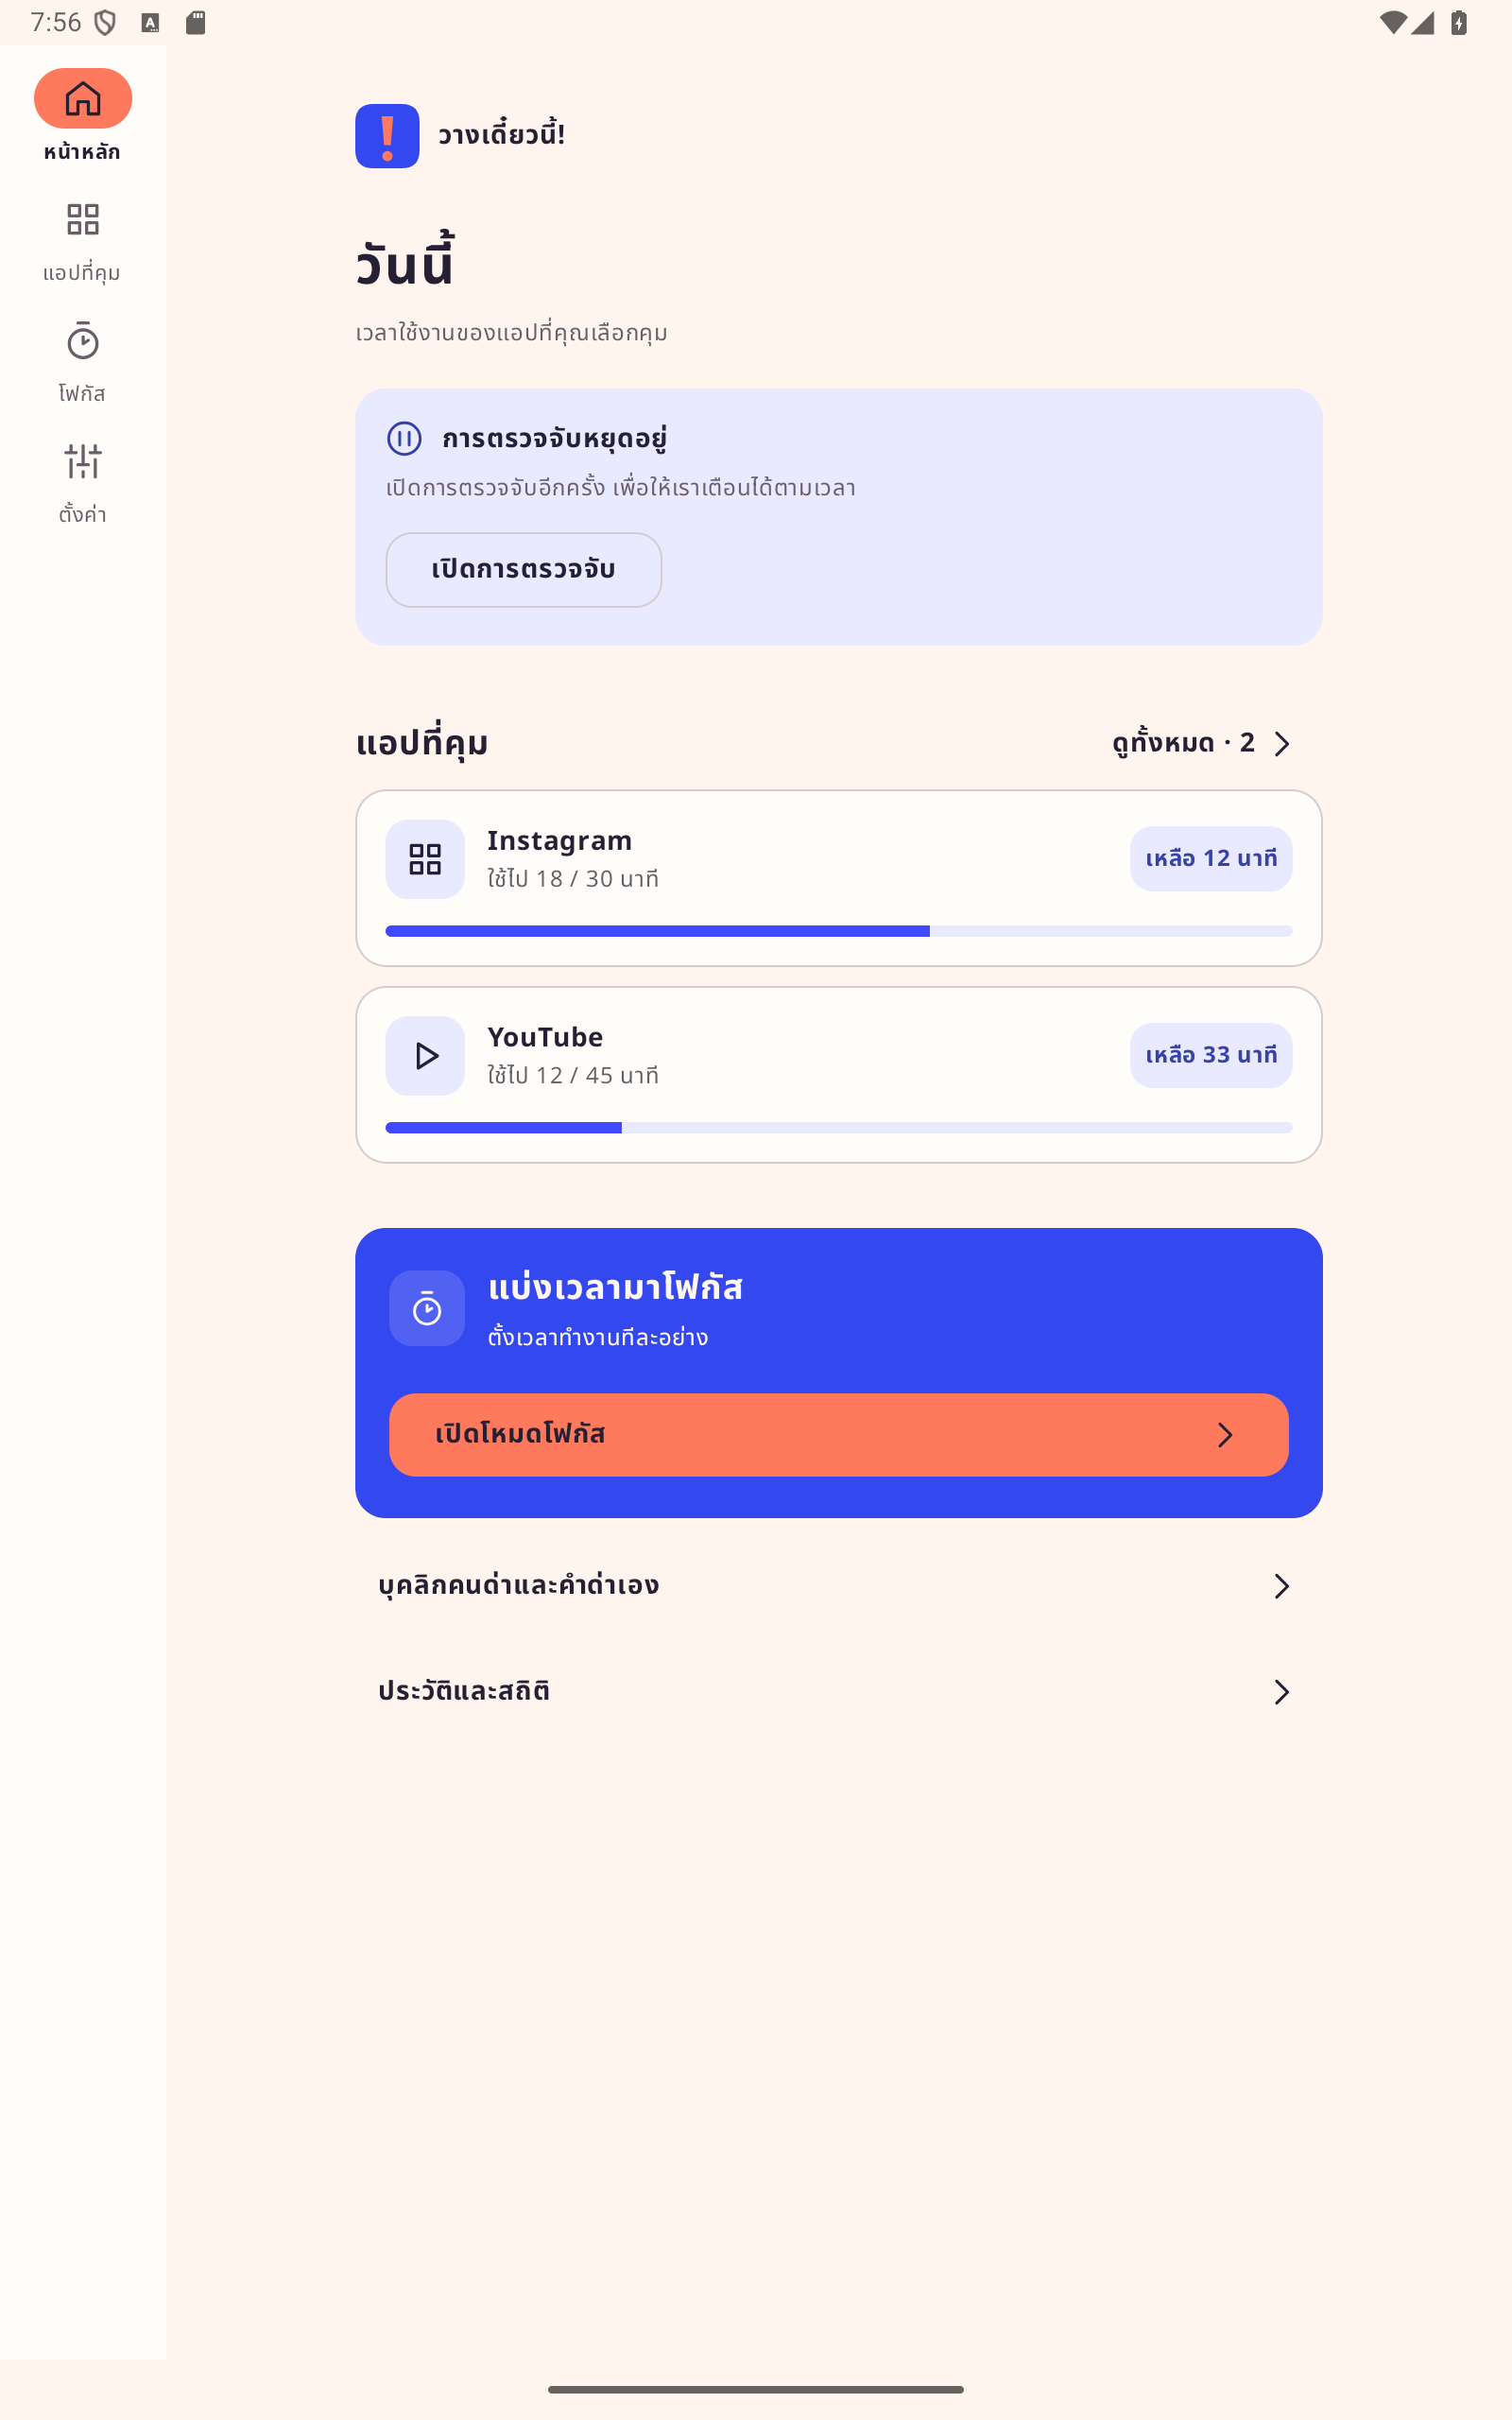 7:56
หน้าหลัก
แอปที่คุม
โฟกัส
ตั้งค่า
วางเดี๋ยวนี้!
วันนี้
เวลาใช้งานของแอปที่คุณเลือกคุม
การตรวจจับหยุดอยู่
เปิดการตรวจจับอีกครั้ง เพื่อให้เราเตือนได้ตามเวลา
เปิดการตรวจจับ
แอปที่คุม
ดูทั้งหมด · 2
Instagram
ใช้ไป 18 / 30 นาที
เหลือ 12 นาที
YouTube
ใช้ไป 12 / 45 นาที
เหลือ 33 นาที
แบ่งเวลามาโฟกัส
ตั้งเวลาทำงานทีละอย่าง
เปิดโหมดโฟกัส
บุคลิกคนด่าและคำด่าเอง
ประวัติและสถิติ